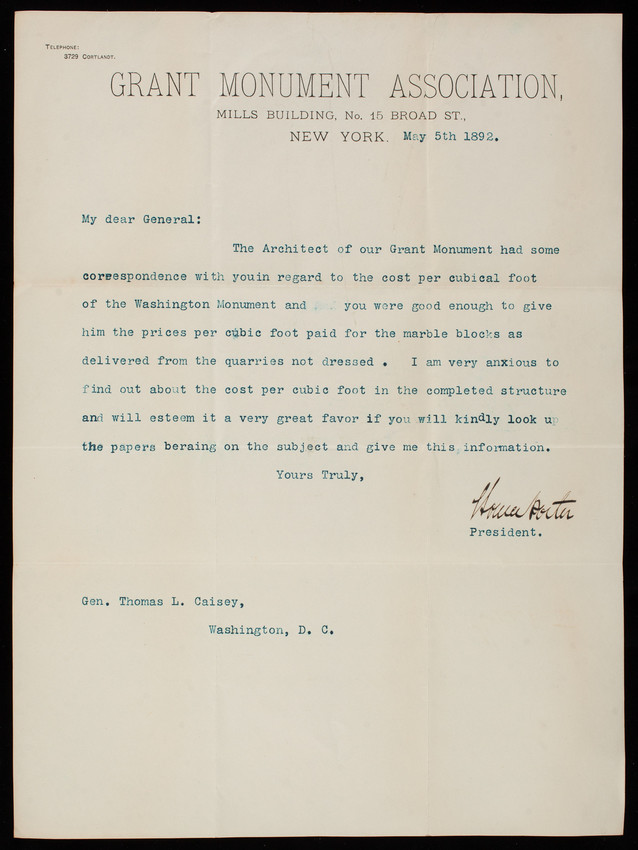 TELEPHONE:
3729 CORTLANDT.
GRANT MONUMENT ASSOCIATION,
MILLS BUILDING, No. 15 BROAD ST.,
NEW YORK. May 5th 1892.
My dear General:
The Architect of our Grant Monument had some
correspondence with youin regard to the cost per cubical foot
of the Washington Monument and you were good enough to give
him the prices per cubic foot paid for the marble blocks as
delivered from the quarries not dressed . I am very anxious to
find out about the cost per cubic foot in the completed structure
and will esteem it a very great favor if you will kindly look up
the papers beraing on the subject and give me this information.
Yours Truly,
Horace Porter
President.
Gen. Thomas L. Caisey,
Washington, D. C.